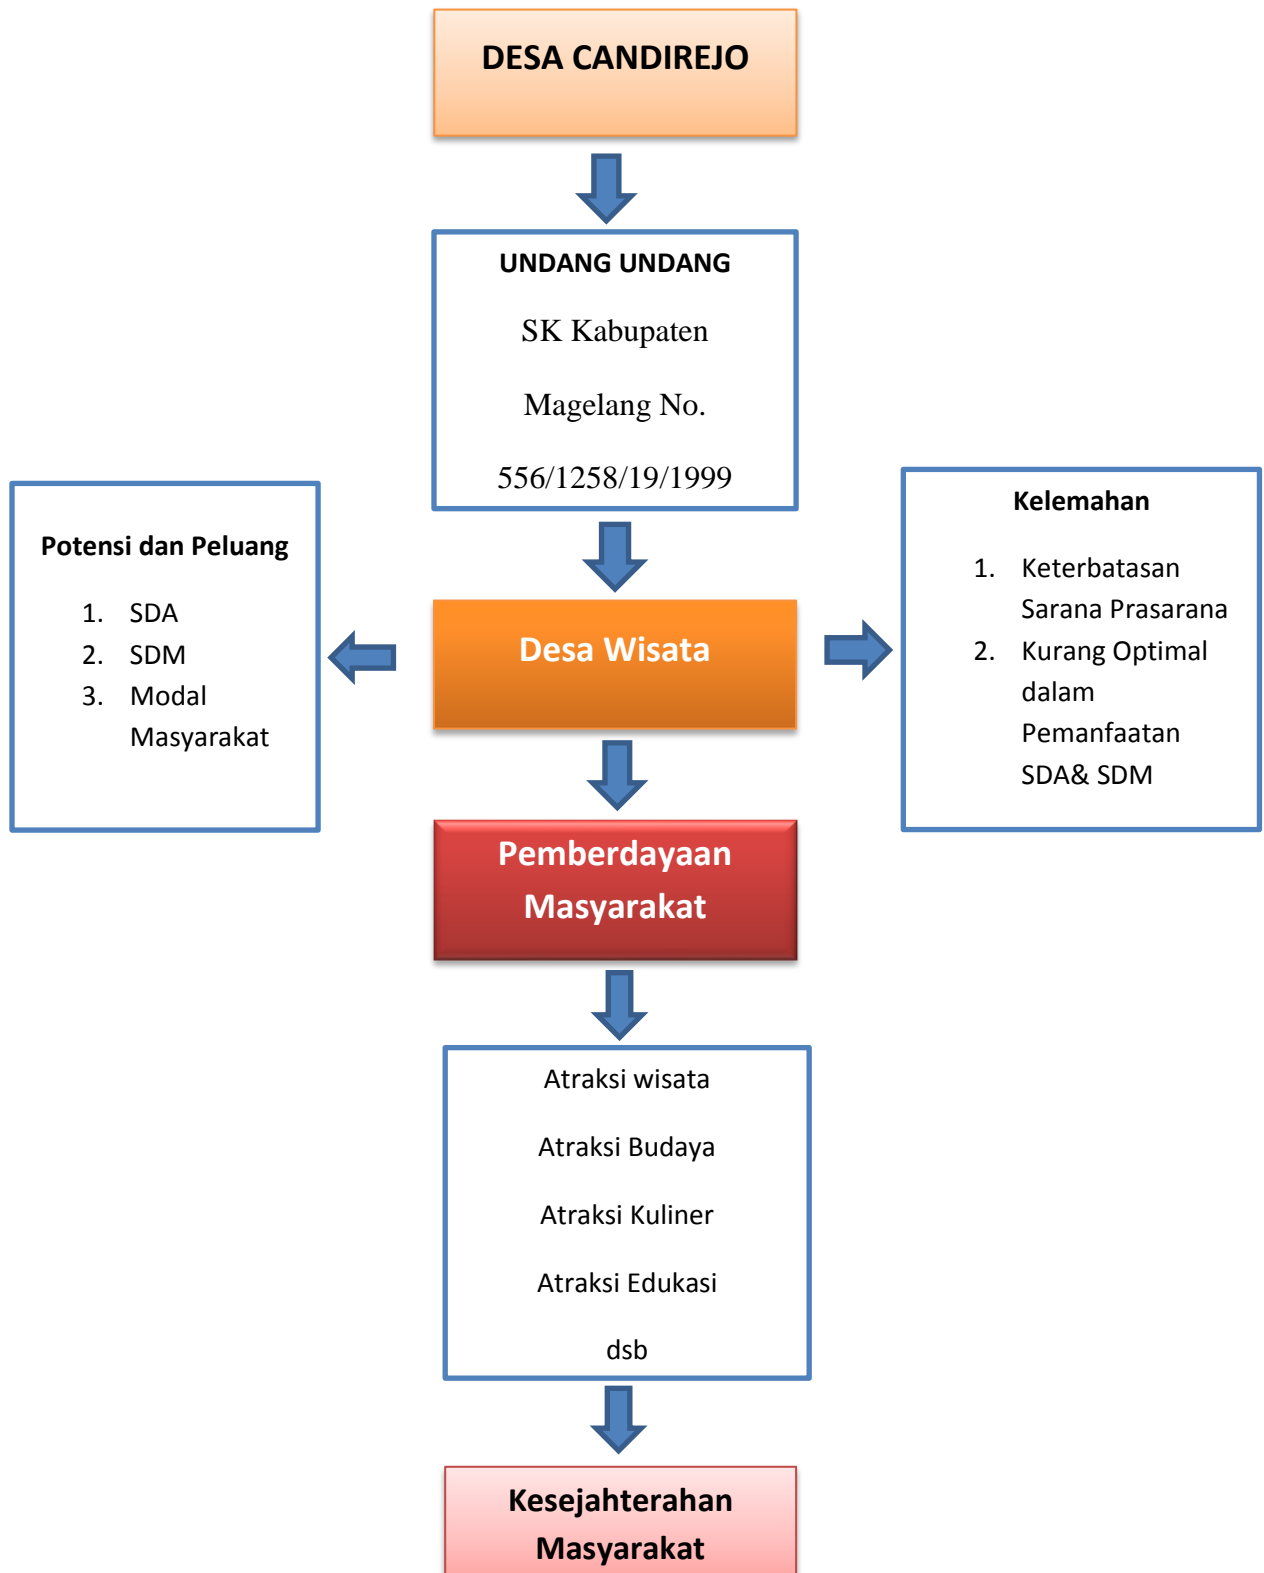 DESA CANDIREJO
UNDANG UNDANG
SK Kabupaten
Magelang No.
556/1258/19/1999
Potensi dan Peluang
1. SDA
2. SDM
3. Modal
Masyarakat
Desa Wisata
Kelemahan
1. Keterbatasan
Sarana Prasarana
2. Kurang Optimal
dalam
Pemanfaatan
SDA& SDM
Pemberdayaan
Masyarakat
Atraksi wisata
Atraksi Budaya
Atraksi Kuliner
Atraksi Edukasi
dsb
Kesejahterahan
Masyarakat